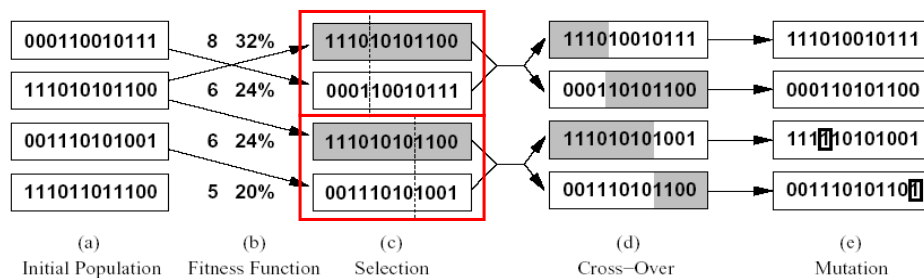 000110010111 8 32% 111010101100 111010010111 111010010111
111010101100 6 24% 000110010111 000110101100 000110101100
001110101001 6 24% 111010101100 111010101001 111110101001
111011011100 5 20% 001110101001 001110101100 001110101101
(a) (b) (c) (d) (e)
Initial Population Fitness Function Selection Cross−Over Mutation